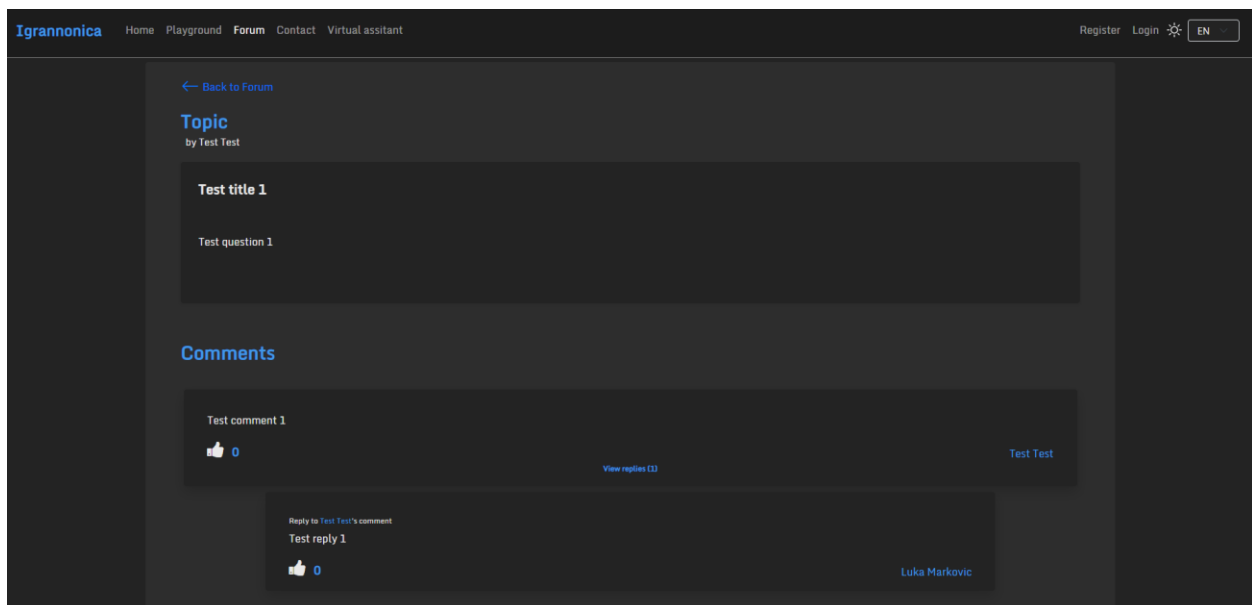 Igrannonica Home Playground Forum Contact Virtual assitant Register Login EN
Back to Forum
Topic
by Test Test
Test title 1
Test question 1
Comments
Test comment 1
0
Test Test
View replies (1)
Reply to Test Test's comment
Test reply 1
0
Luka Markovic